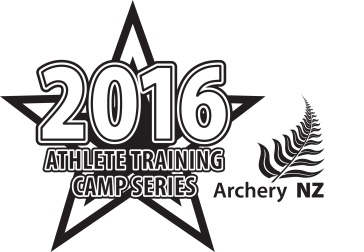 2016
ATHLETE TRAINING
CAMP SERIES
Archery NZ